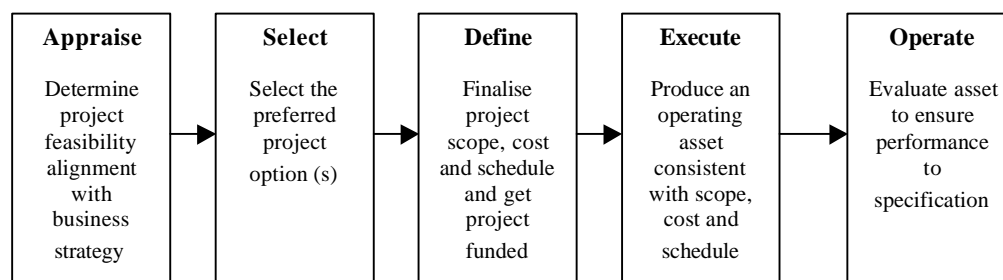 Appraise
Determine
project
feasibility
alignment
with
business
strategy
Select
Select the
preferred
project
option (s)
Define
Finalise
project
scope, cost
and schedule
and get
project
funded
Execute
Produce an
operating
asset
consistent
with scope,
cost and
schedule
Operate
Evaluate asset
to ensure
performance
to
specification